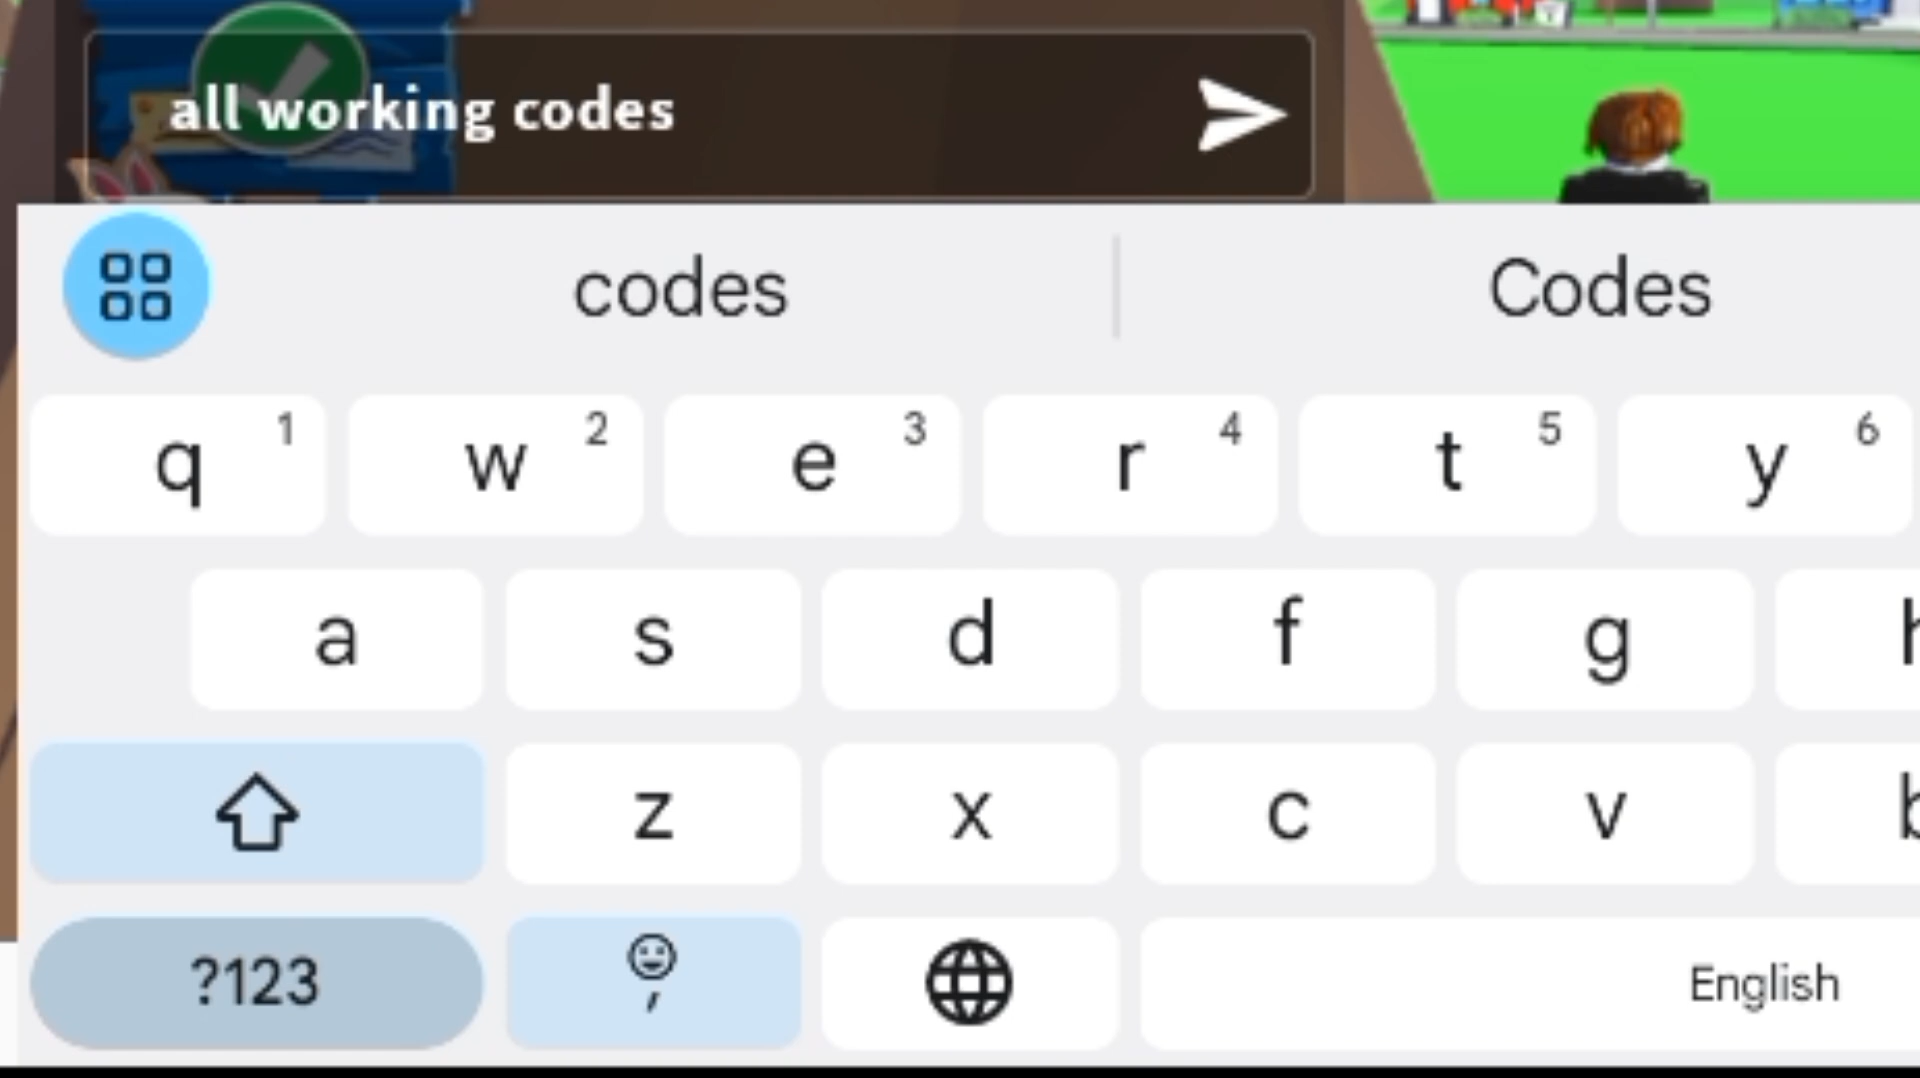 all working codes
codes Codes
q 1 w 2 e 3 r 4 t 5 y 6
a s d f g h
z x c v b
?123 , English